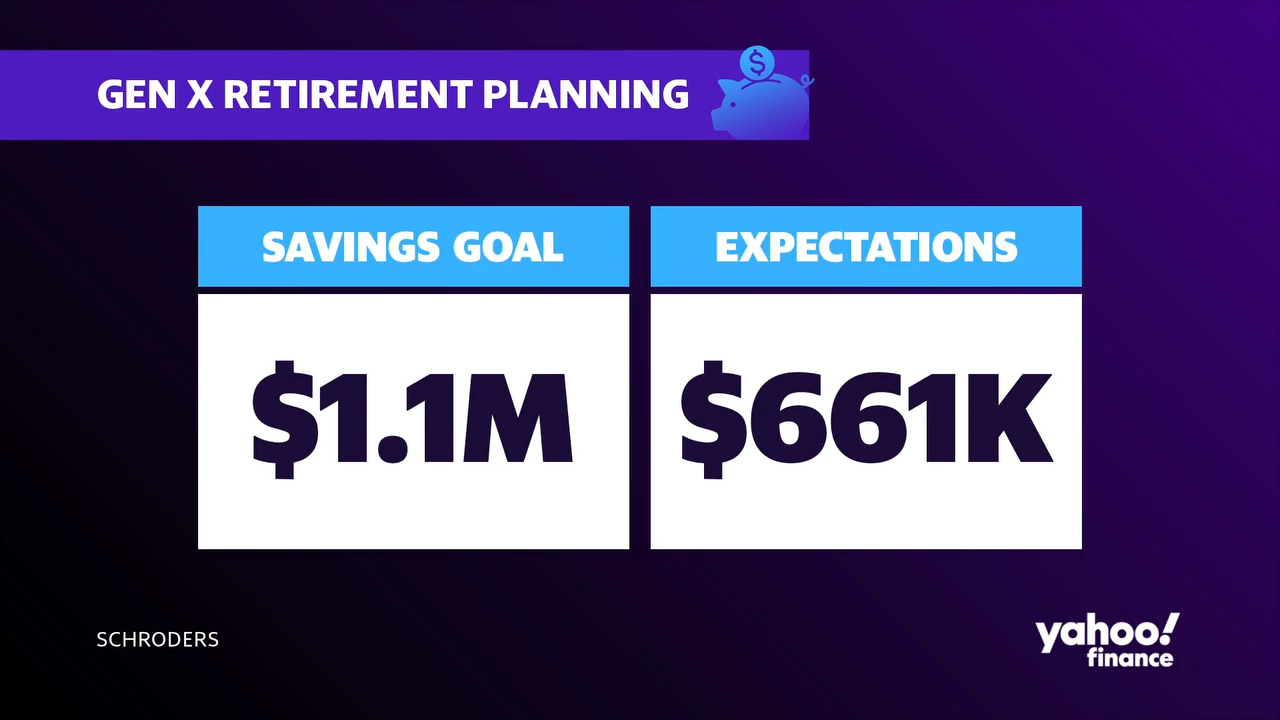 GEN X RETIREMENT PLANNING
$
SAVINGS GOAL
EXPECTATIONS
$1.1M
$661K
SCHRODERS
yahoo!
finance